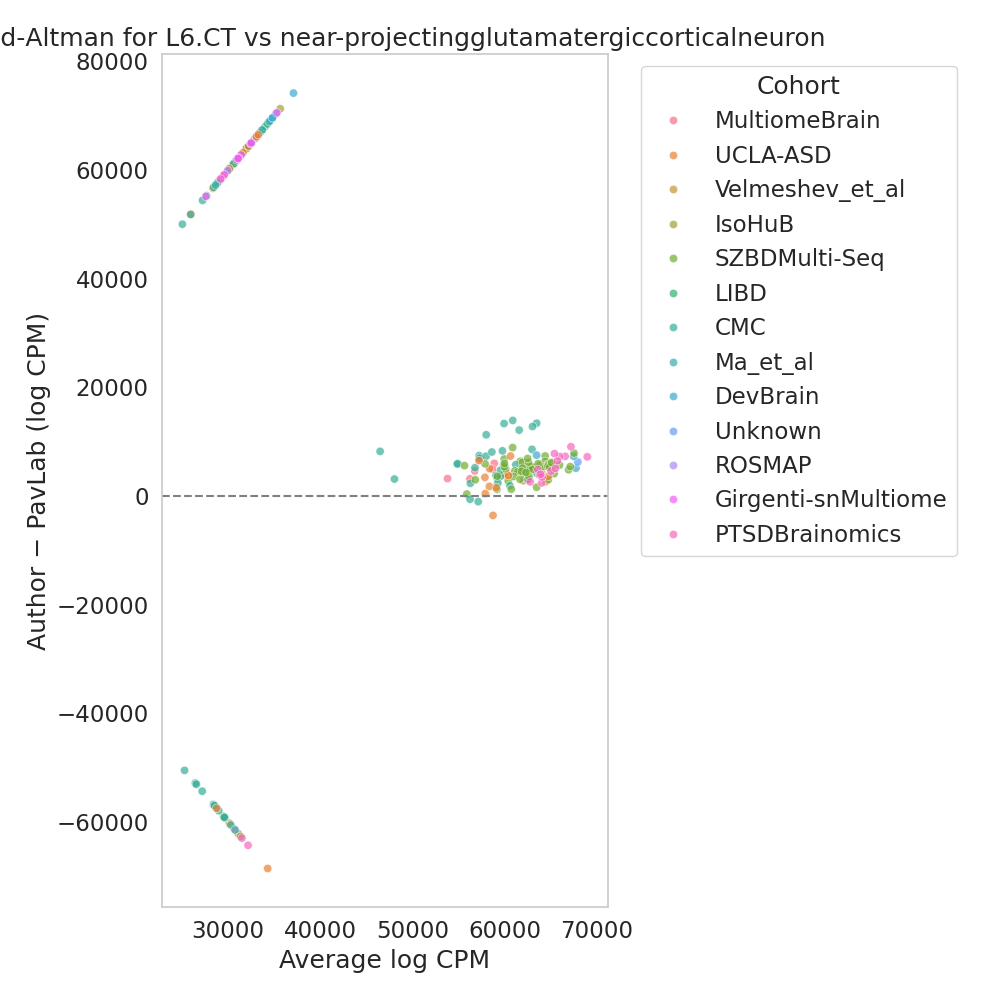 d-Altman for L6.CT vs near-projectingglutamatergiccorticalneuron
80000
60000
40000
20000
0
−20000
−40000
−60000
Author − PavLab (log CPM)
30000 40000 50000 60000 70000
Average log CPM
Cohort
MultiomeBrain
UCLA-ASD
Velmeshev_et_al
IsoHuB
SZBDMulti-Seq
LIBD
CMC
Ma_et_al
DevBrain
Unknown
ROSMAP
Girgenti-snMultiome
PTSDBrainomics